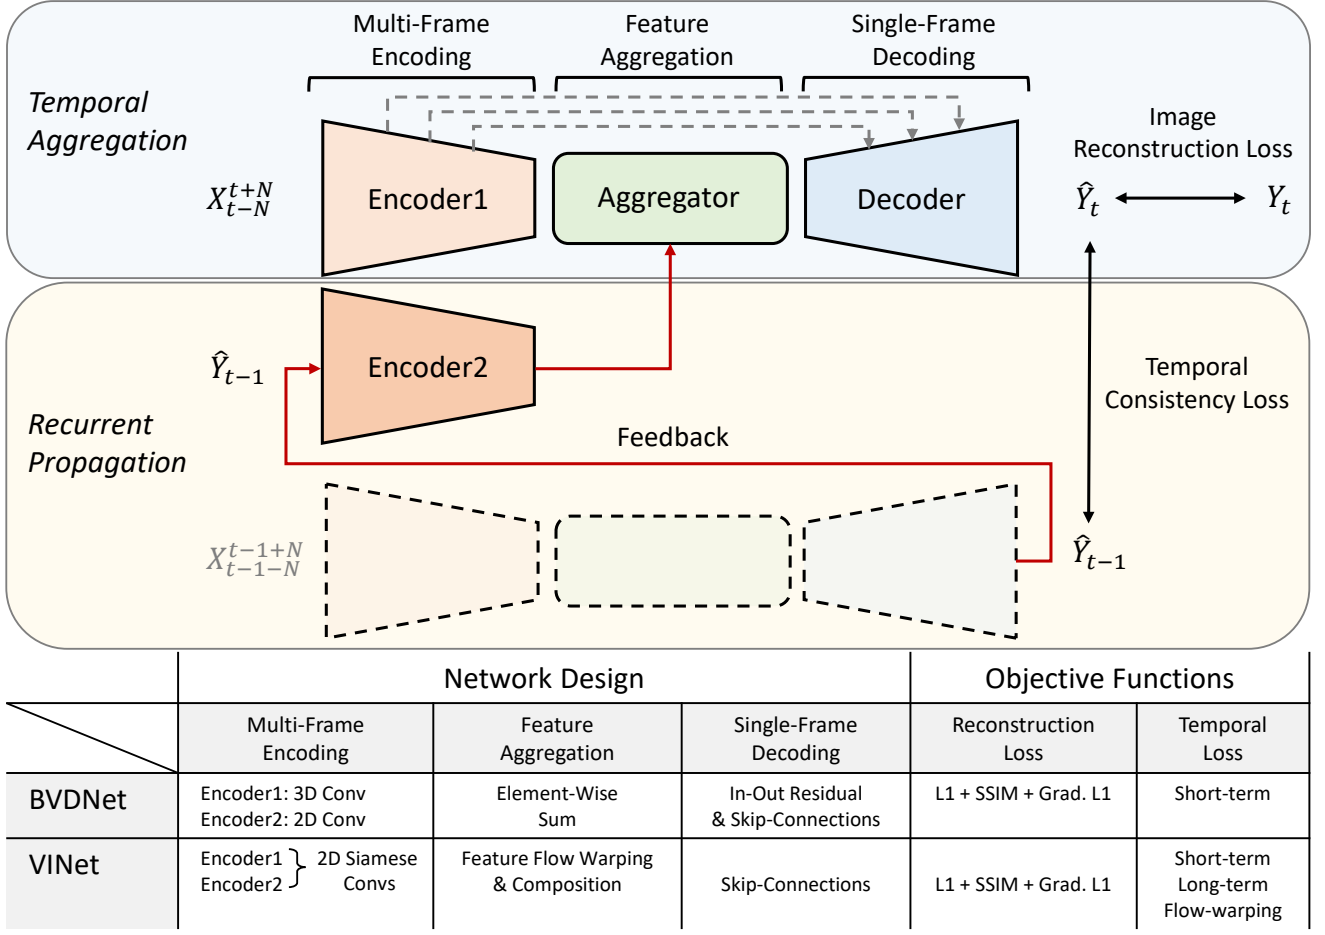 Multi-Frame
Encoding
Feature
Aggregation
Single-Frame
Decoding
Temporal
Aggregation
Image
Reconstruction Loss
X_{t-N}^{t+N}
Encoder1
Aggregator
Decoder
Ŷ_t
Y_t
Ŷ_{t-1}
Encoder2
Temporal
Consistency Loss
Recurrent
Propagation
Feedback
X_{t-1-N}^{t-1+N}
Ŷ_{t-1}
Network Design
Objective Functions
Multi-Frame
Encoding
Feature
Aggregation
Single-Frame
Decoding
Reconstruction
Loss
Temporal
Loss
BVDNet
Encoder1: 3D Conv
Encoder2: 2D Conv
Element-Wise
Sum
In-Out Residual
& Skip-Connections
L1 + SSIM + Grad. L1
Short-term
VINet
Encoder1
Encoder2
2D Siamese
Convs
Feature Flow Warping
& Composition
Skip-Connections
L1 + SSIM + Grad. L1
Short-term
Long-term
Flow-warping